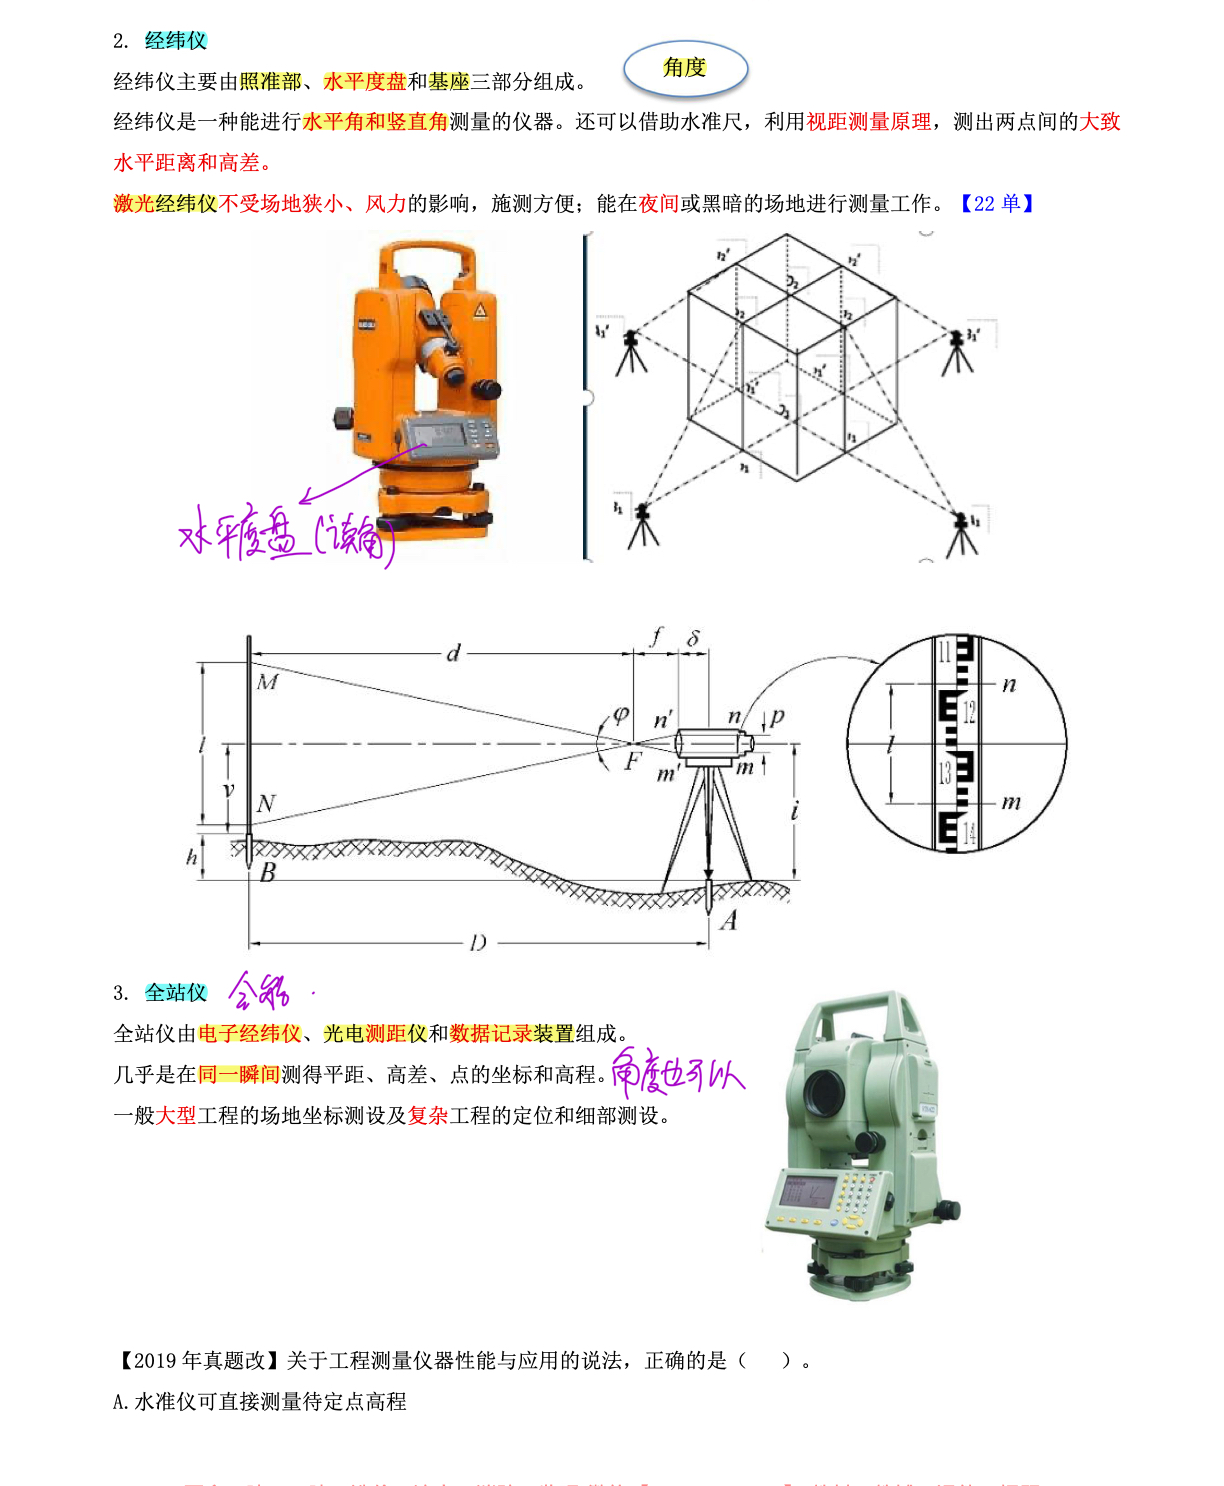 2. 经纬仪
角度
经纬仪主要由照准部、水平度盘和基座三部分组成。
经纬仪是一种能进行水平角和竖直角测量的仪器。还可以借助水准尺，利用视距测量原理，测出两点间的大致
水平距离和高差。
激光经纬仪不受场地狭小、风力的影响，施测方便；能在夜间或黑暗的场地进行测量工作。【22 单】
水平度盘（读角）
d
f δ
M
φ n' n p
l
F
v
N
m' m
i
h
B
A
D
11
n
12
l
13
m
14
3. 全站仪 全能
全站仪由电子经纬仪、光电测距仪和数据记录装置组成。
几乎是在同一瞬间测得平距、高差、点的坐标和高程。角度也可以
一般大型工程的场地坐标测设及复杂工程的定位和细部测设。
【2019 年真题改】关于工程测量仪器性能与应用的说法，正确的是（ ）。
A.水准仪可直接测量待定点高程